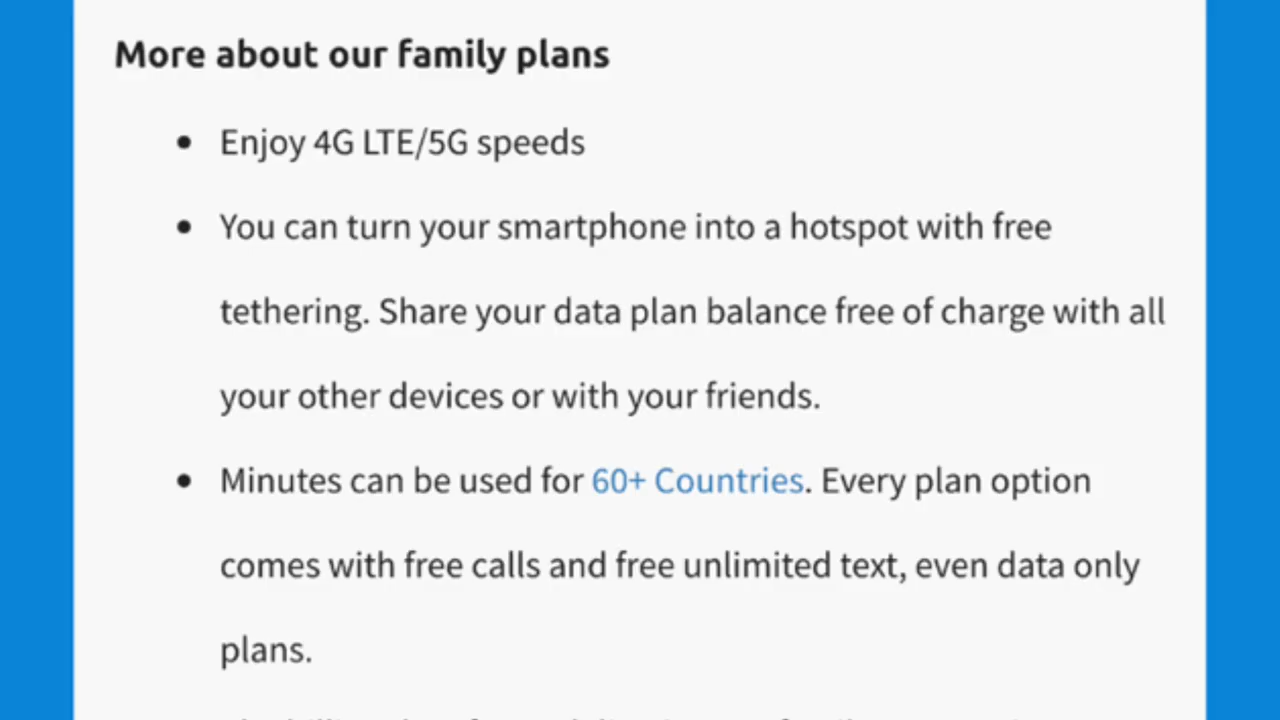 More about our family plans
• Enjoy 4G LTE/5G speeds
• You can turn your smartphone into a hotspot with free
tethering. Share your data plan balance free of charge with all
your other devices or with your friends.
• Minutes can be used for 60+ Countries. Every plan option
comes with free calls and free unlimited text, even data only
plans.